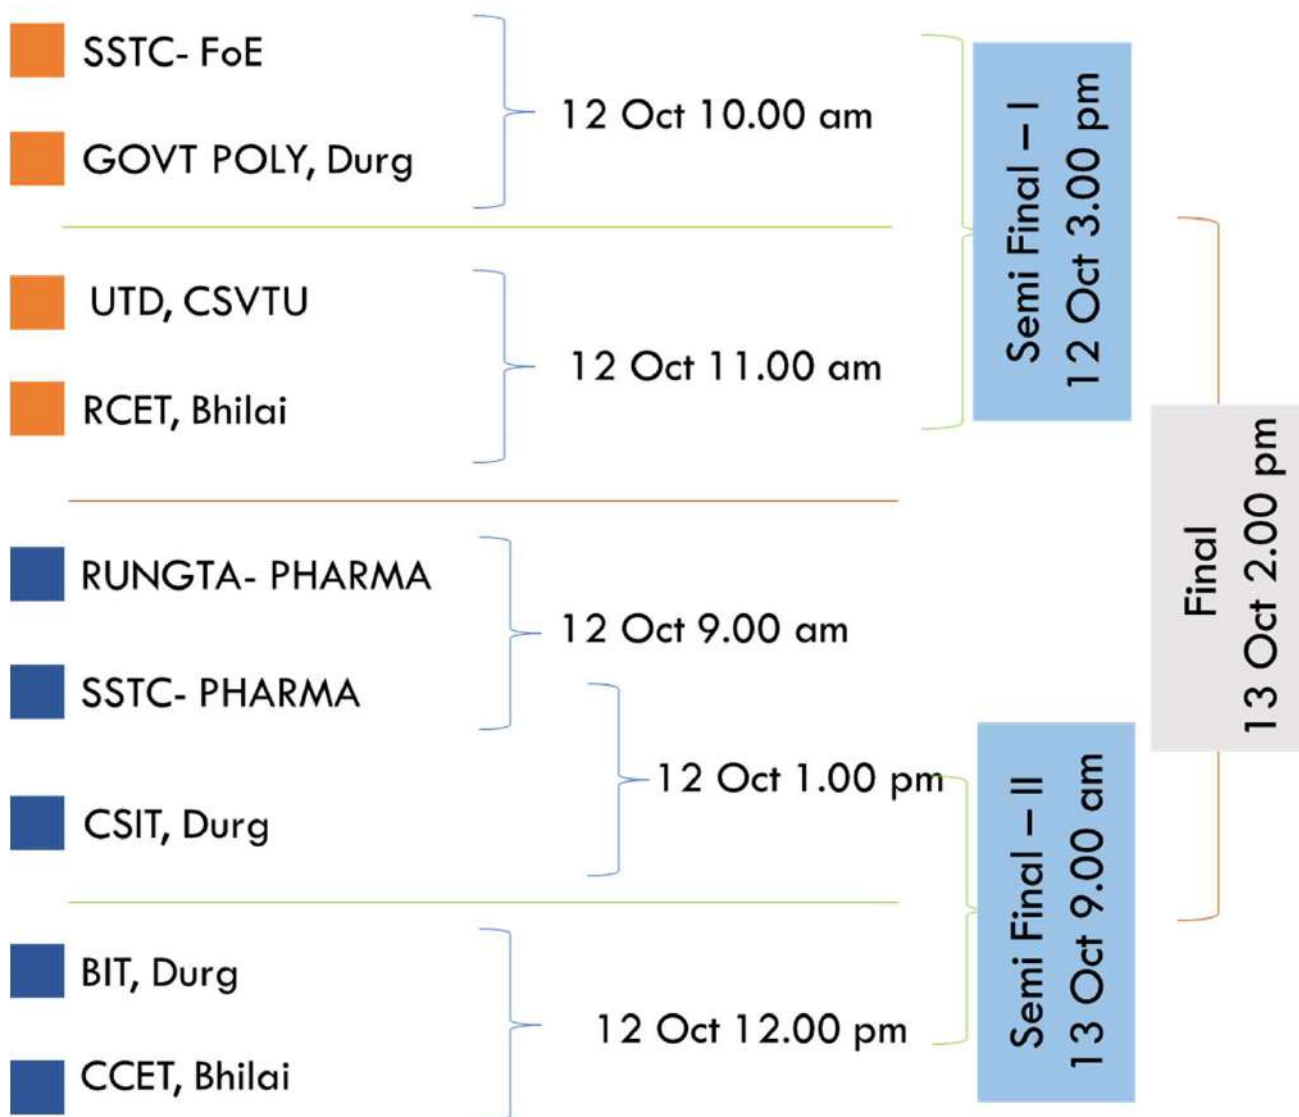 SSTC- FoE
GOVT POLY, Durg
12 Oct 10.00 am
UTD, CSVTU
RCET, Bhilai
12 Oct 11.00 am
Semi Final – I
12 Oct 3.00 pm
RUNGTA- PHARMA
SSTC- PHARMA
12 Oct 9.00 am
CSIT, Durg
12 Oct 1.00 pm
BIT, Durg
CCET, Bhilai
12 Oct 12.00 pm
Semi Final – II
13 Oct 9.00 am
Final
13 Oct 2.00 pm